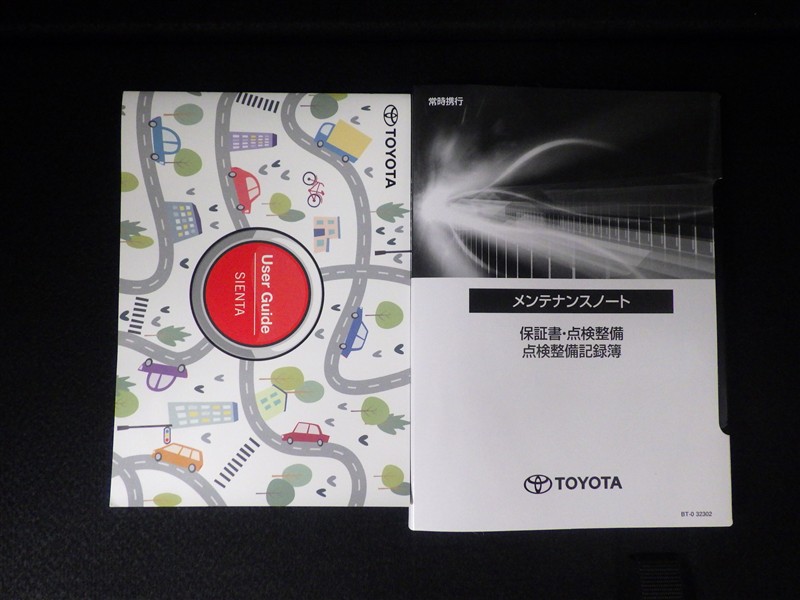 TOYOTA
User Guide
SIENTA
常時携行
メンテナンスノート
保証書・点検整備
点検整備記録簿
TOYOTA
BT-0 32302